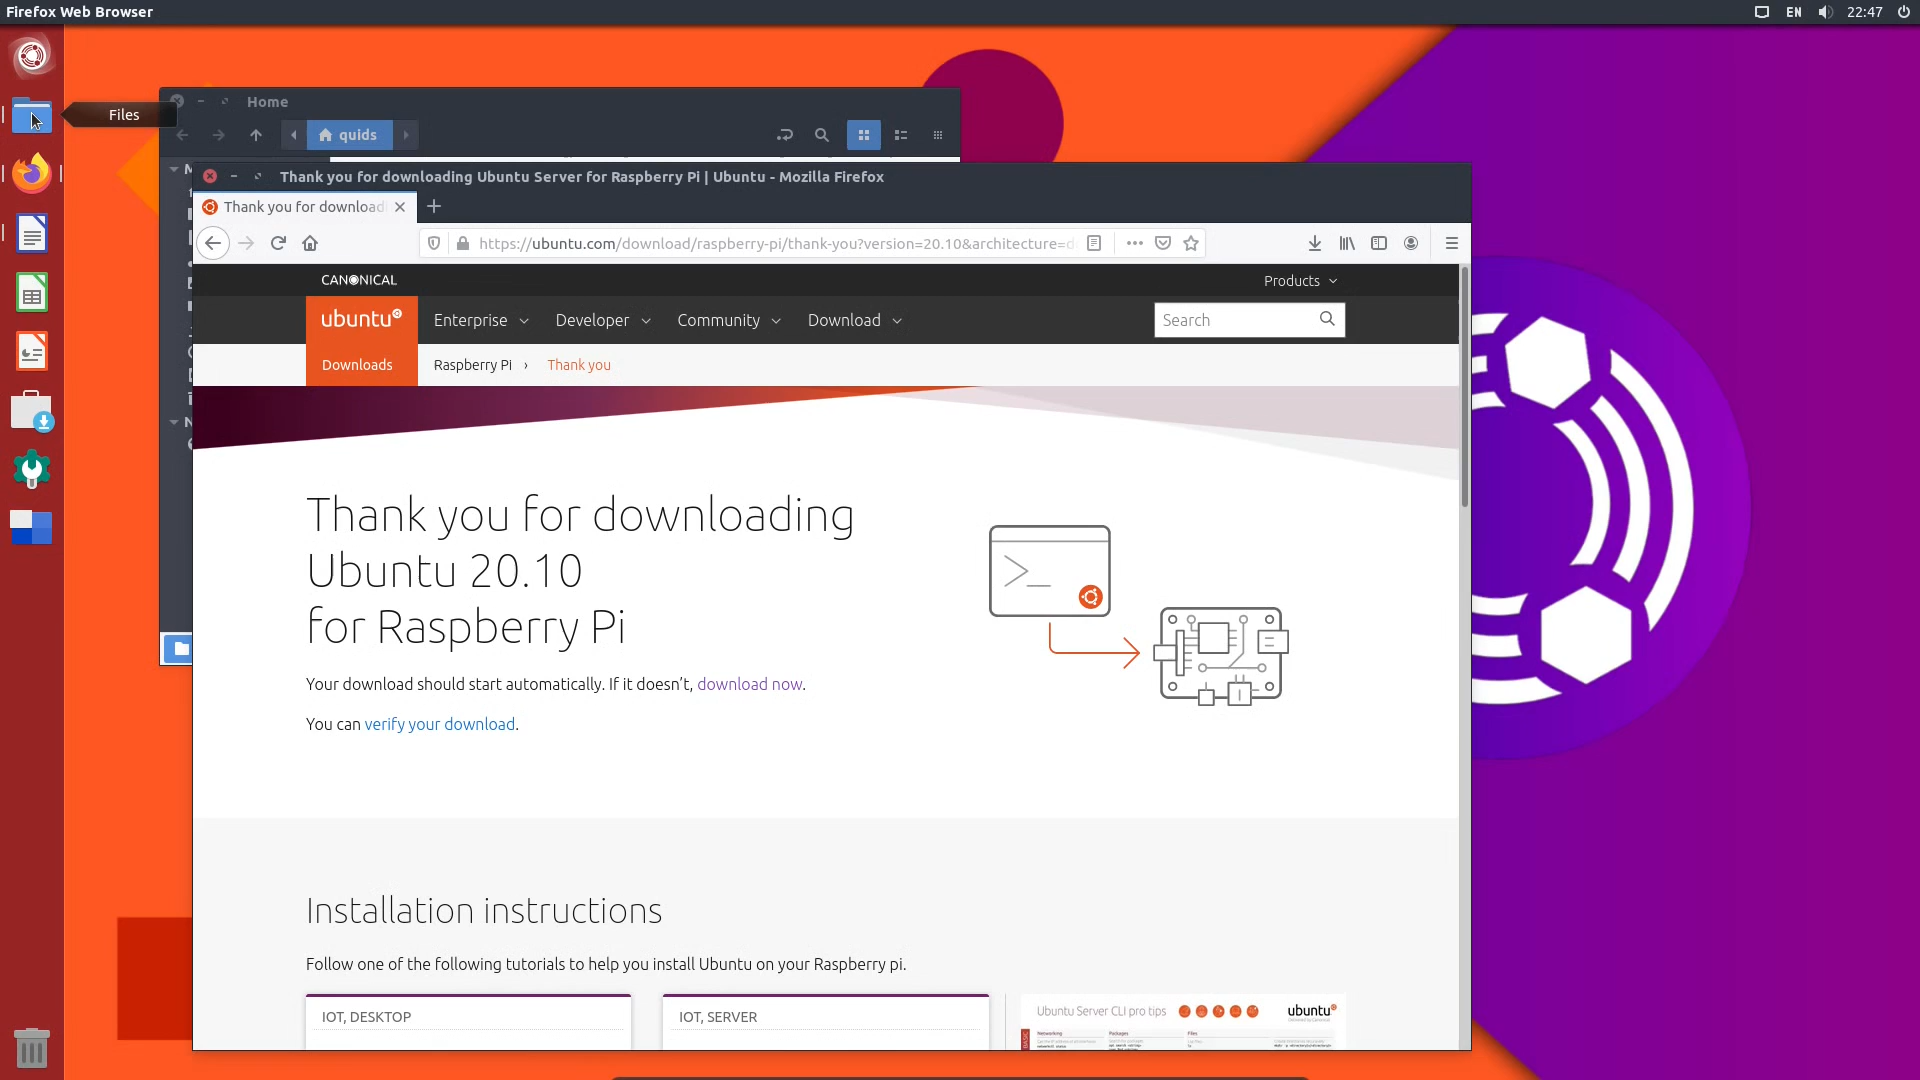 Firefox Web Browser
EN
22:47
Files
Home
quids
Thank you for downloading Ubuntu Server for Raspberry Pi | Ubuntu - Mozilla Firefox
Thank you for download
https://ubuntu.com/download/raspberry-pi/thank-you?version=20.10&architecture=d
CANONICAL
Products
ubuntu
Enterprise
Developer
Community
Download
Search
Downloads
Raspberry Pi › Thank you
Thank you for downloading
Ubuntu 20.10
for Raspberry Pi
Your download should start automatically. If it doesn't, download now.
You can verify your download.
Installation instructions
Follow one of the following tutorials to help you install Ubuntu on your Raspberry pi.
IOT, DESKTOP
IOT, SERVER
Ubuntu Server CLI pro tips
ubuntu
BASIC
Networking
Packages
Files